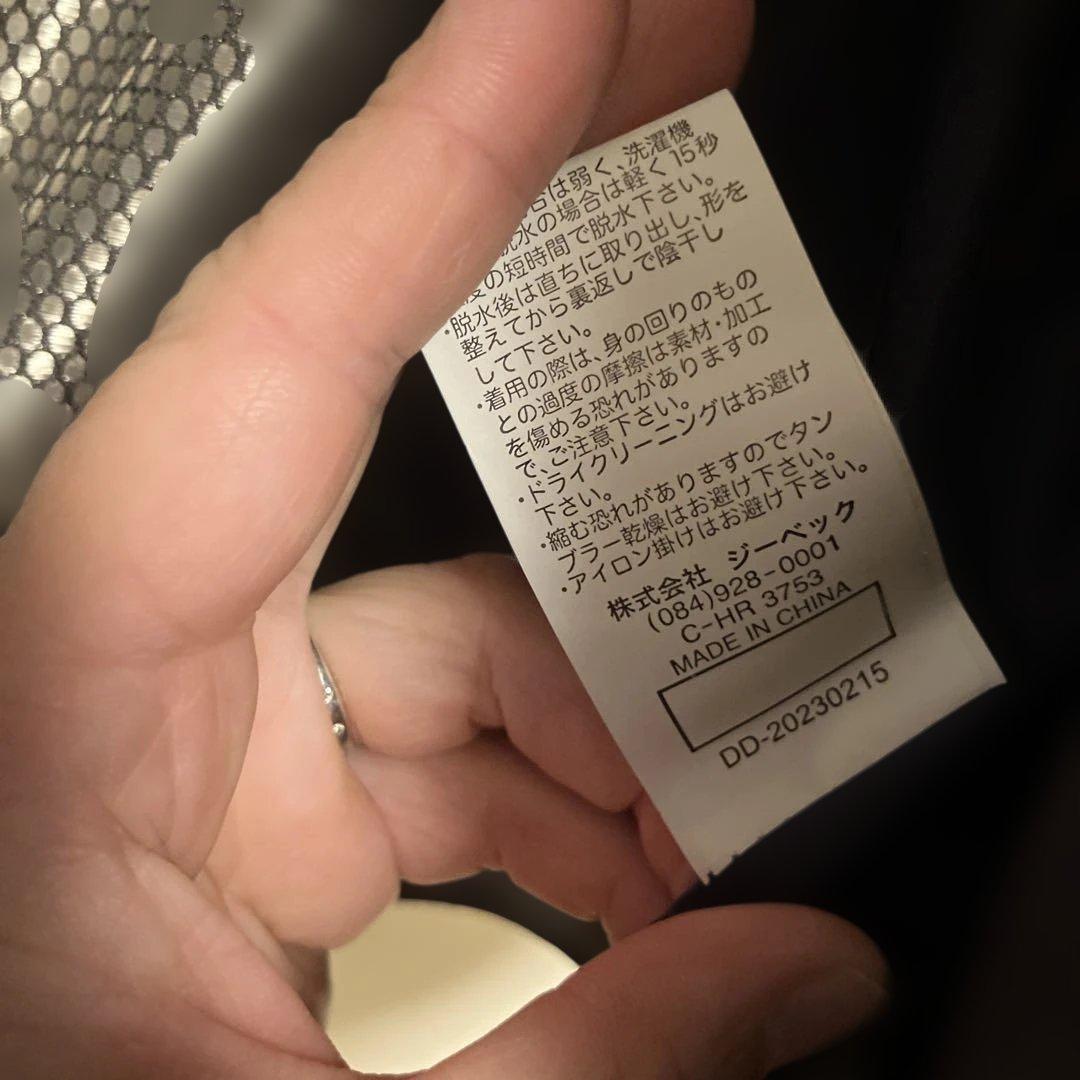 合は弱く、洗濯機
脱水の場合は軽く15秒
の短時間で脱水下さい。
・脱水後は直ちに取り出し、形を
整えてから裏返しで陰干し
して下さい。
・着用の際は、身の回りのもの
との過度の摩擦は素材・加工
を傷める恐れがありますの
で、ご注意下さい。
・ドライクリーニングはお避け
下さい。
・縮む恐れがありますのでタン
ブラー乾燥はお避け下さい。
・アイロン掛けはお避け下さい。
株式会社 ジーベック
(084)928-0001
C-HR 3753
MADE IN CHINA
DD-20230215